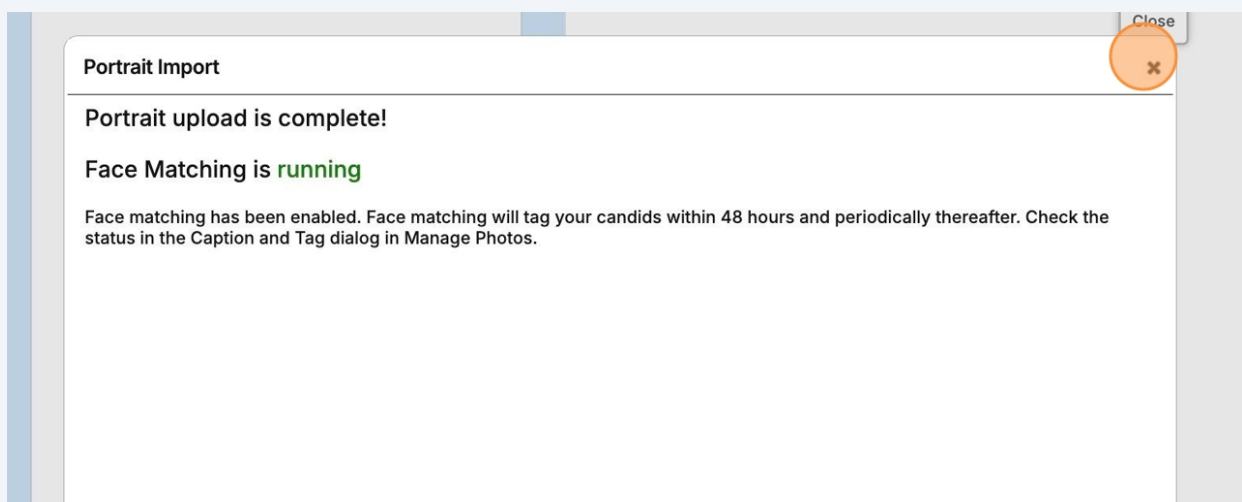 Close
Portrait Import
Portrait upload is complete!
Face Matching is running
Face matching has been enabled. Face matching will tag your candids within 48 hours and periodically thereafter. Check the
status in the Caption and Tag dialog in Manage Photos.